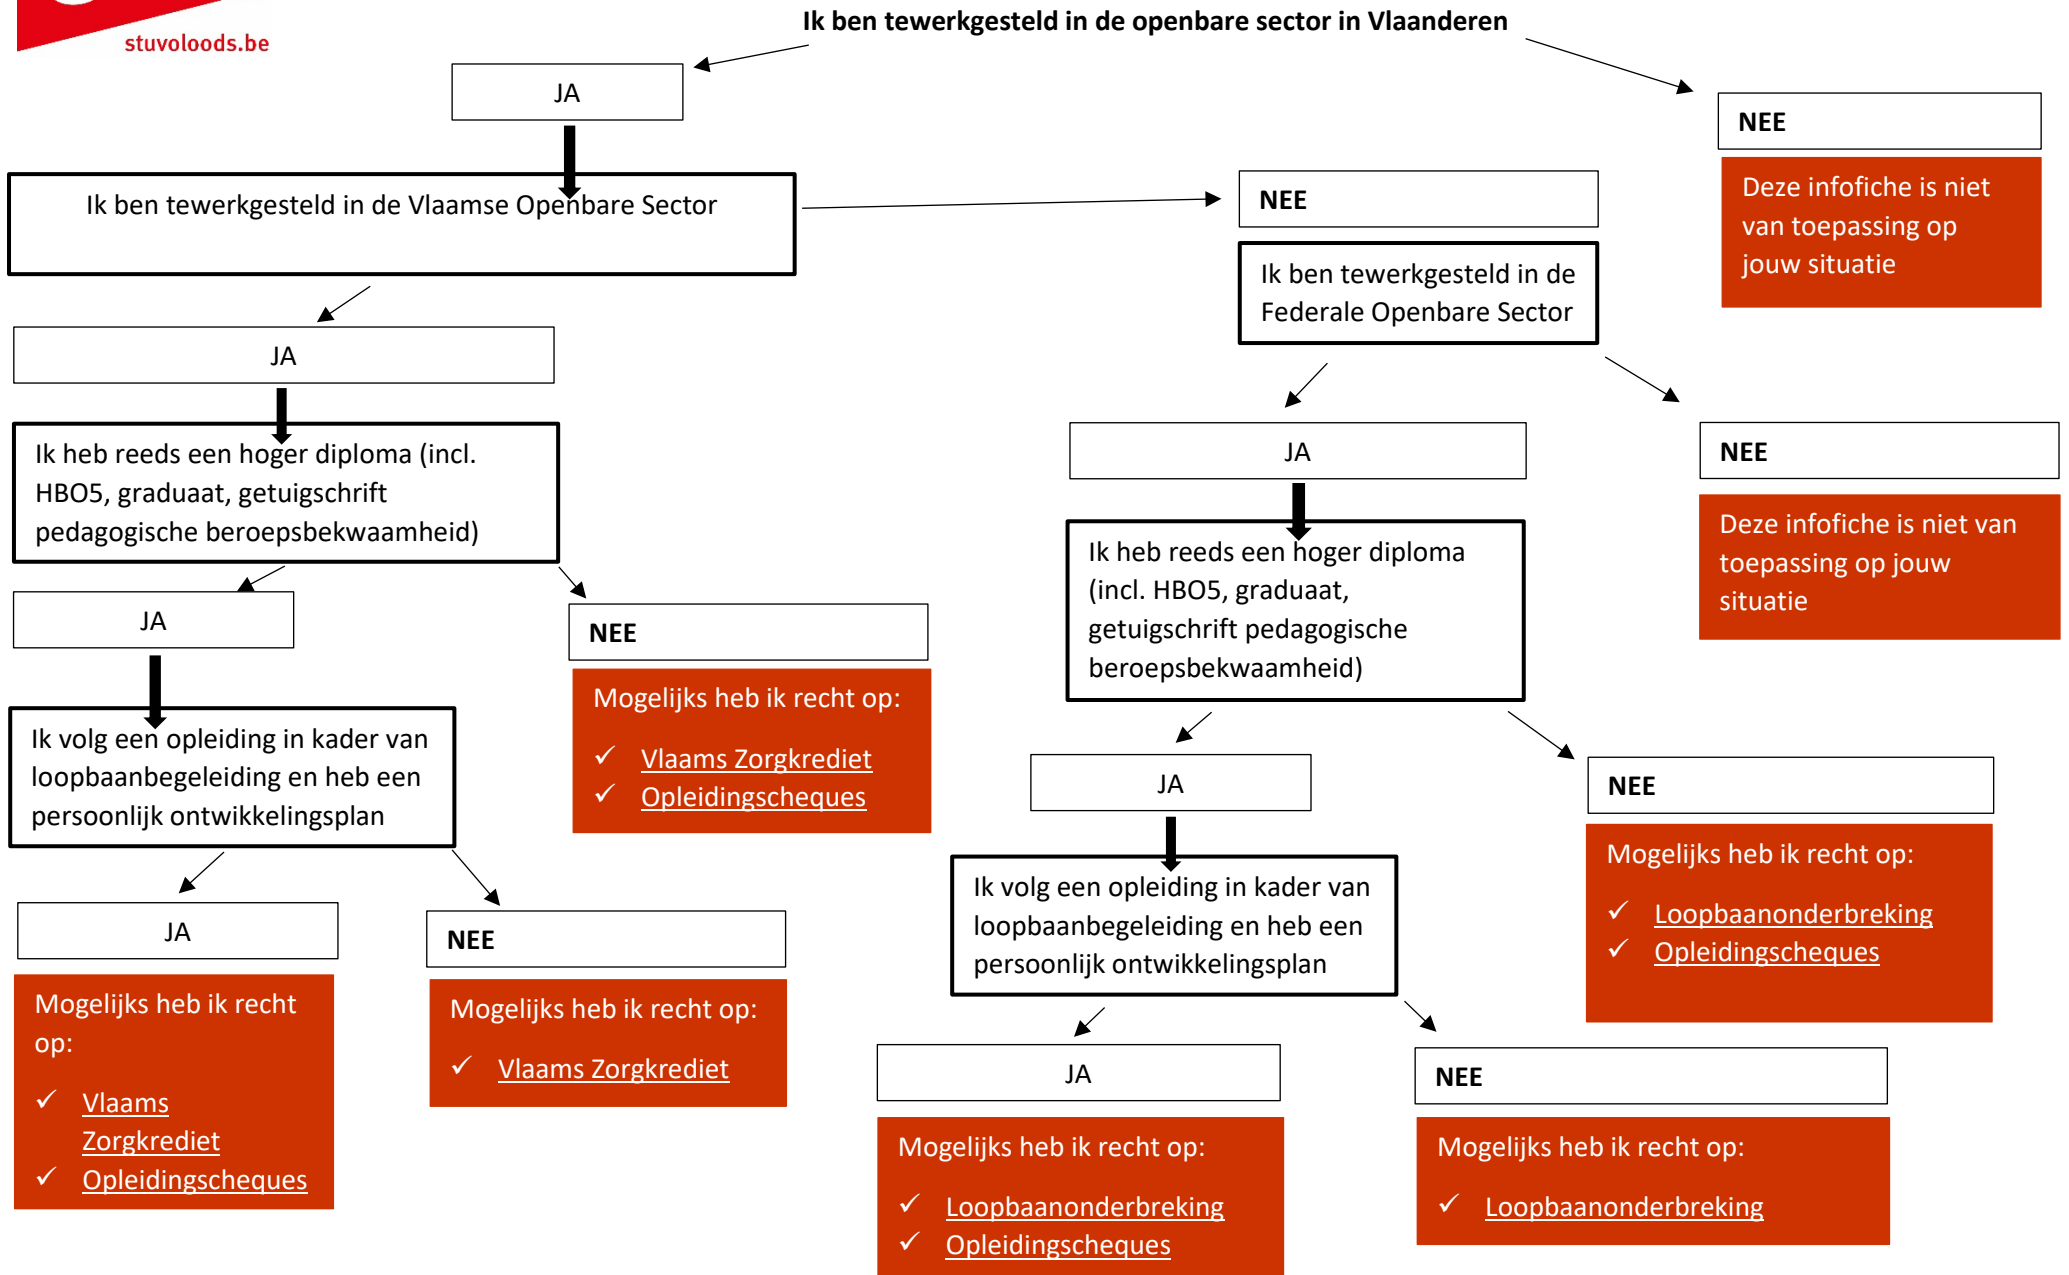 stuvoloods.be
Ik ben tewerkgesteld in de openbare sector in Vlaanderen
JA
NEE
Deze infofiche is niet
van toepassing op
jouw situatie
Ik ben tewerkgesteld in de Vlaamse Openbare Sector
NEE
Ik ben tewerkgesteld in de
Federale Openbare Sector
JA
Ik heb reeds een hoger diploma (incl.
HBO5, graduaat, getuigschrift
pedagogische beroepsbekwaamheid)
JA
NEE
Mogelijks heb ik recht op:
✓ Vlaams Zorgkrediet
✓ Opleidingscheques
Ik volg een opleiding in kader van
loopbaanbegeleiding en heb een
persoonlijk ontwikkelingsplan
JA
Mogelijks heb ik recht
op:
✓ Vlaams
Zorgkrediet
✓ Opleidingscheques
NEE
Mogelijks heb ik recht op:
✓ Vlaams Zorgkrediet
JA
NEE
Deze infofiche is niet van
toepassing op jouw
situatie
Ik heb reeds een hoger diploma
(incl. HBO5, graduaat,
getuigschrift pedagogische
beroepsbekwaamheid)
JA
NEE
Mogelijks heb ik recht op:
✓ Loopbaanonderbreking
✓ Opleidingscheques
Ik volg een opleiding in kader van
loopbaanbegeleiding en heb een
persoonlijk ontwikkelingsplan
JA
Mogelijks heb ik recht op:
✓ Loopbaanonderbreking
✓ Opleidingscheques
NEE
Mogelijks heb ik recht op:
✓ Loopbaanonderbreking